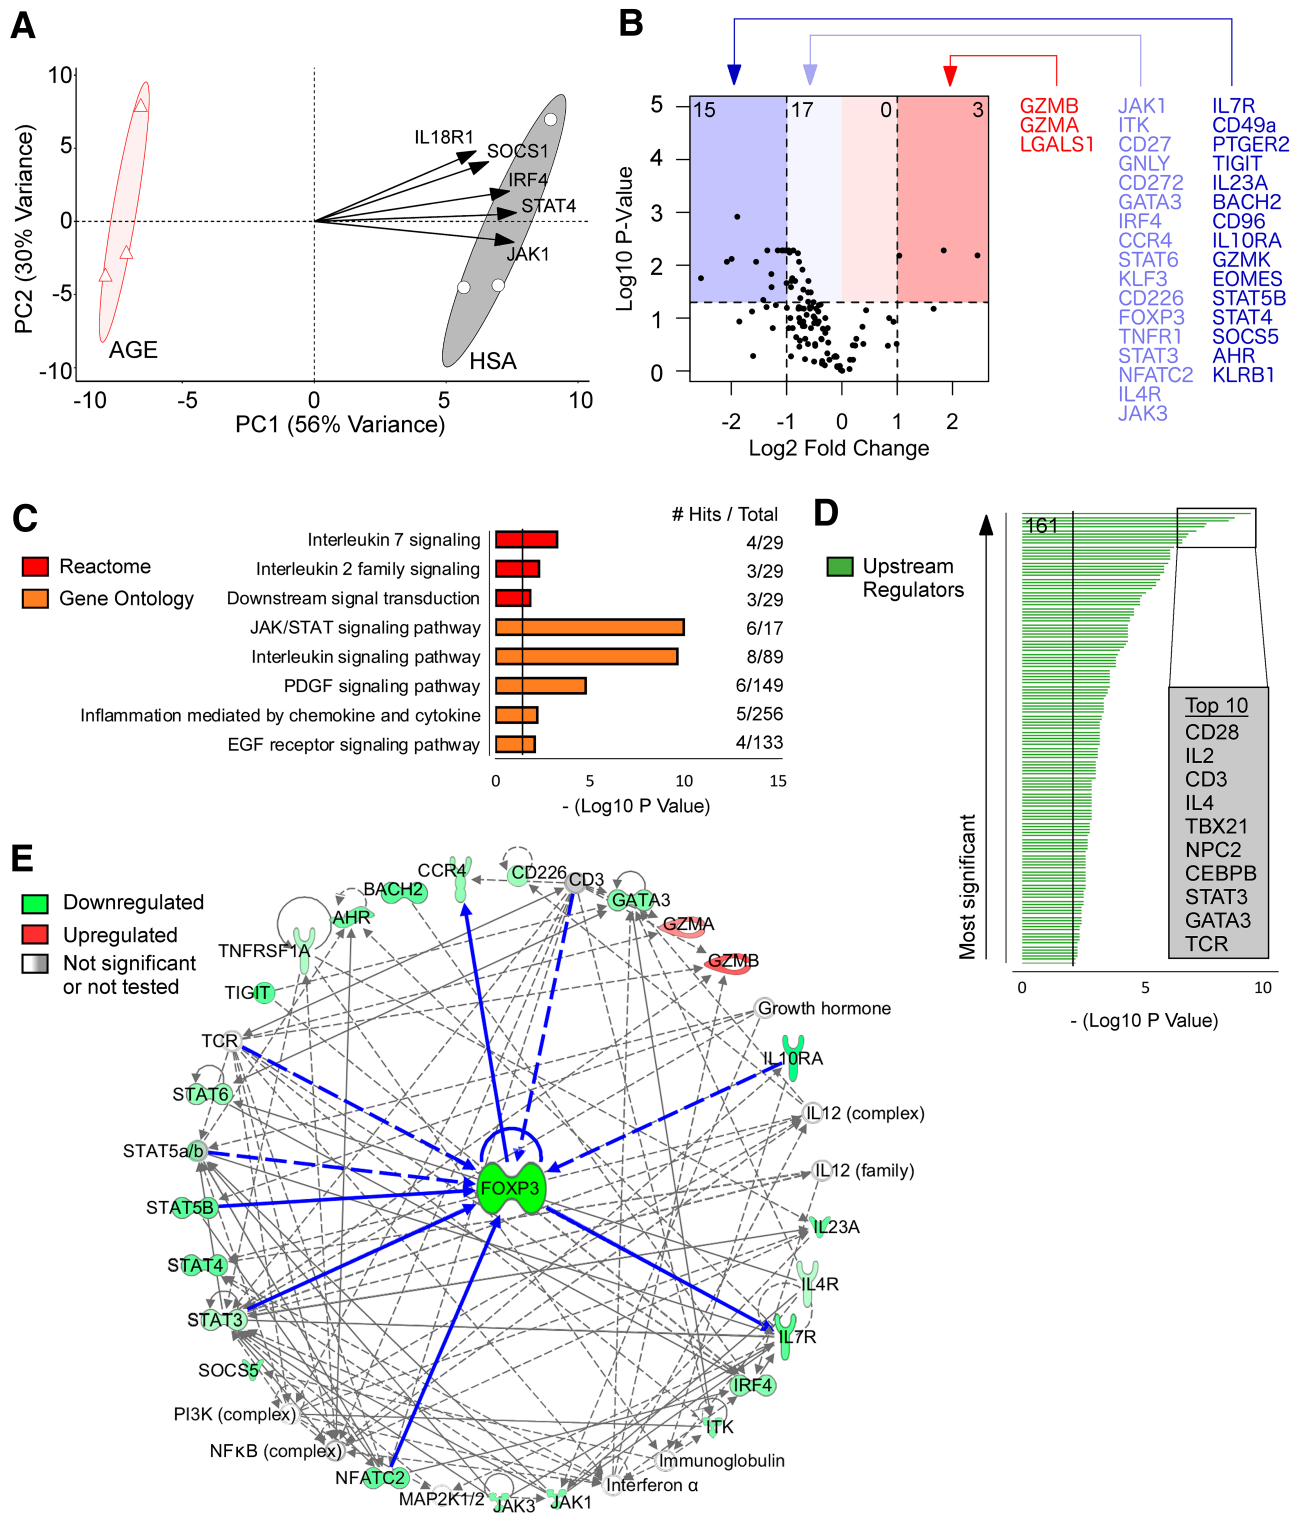 A
10
5
0
-5
-10
PC2 (30% Variance)
IL18R1
SOCS1
IRF4
STAT4
JAK1
AGE
HSA
-10 -5 0 5 10
PC1 (56% Variance)
B
15 17 0 3
5
4
3
2
1
0
Log10 P-Value
-2 -1 0 1 2
Log2 Fold Change
GZMB
GZMA
LGALS1
JAK1
ITK
CD27
GNLY
CD272
GATA3
IRF4
CCR4
STAT6
KLF3
CD226
FOXP3
TNFR1
STAT3
NFATC2
IL4R
JAK3
IL7R
CD49a
PTGER2
TIGIT
IL23A
BACH2
CD96
IL10RA
GZMK
EOMES
STAT5B
STAT4
SOCS5
AHR
KLRB1
C
Reactome
Gene Ontology
# Hits / Total
Interleukin 7 signaling 4/29
Interleukin 2 family signaling 3/29
Downstream signal transduction 3/29
JAK/STAT signaling pathway 6/17
Interleukin signaling pathway 8/89
PDGF signaling pathway 6/149
Inflammation mediated by chemokine and cytokine 5/256
EGF receptor signaling pathway 4/133
0 5 10 15
- (Log10 P Value)
D
Upstream
Regulators
161
Most significant
Top 10
CD28
IL2
CD3
IL4
TBX21
NPC2
CEBPB
STAT3
GATA3
TCR
0 5 10
- (Log10 P Value)
E
Downregulated
Upregulated
Not significant
or not tested
CCR4
CD226
CD3
BACH2
GATA3
AHR
GZMA
TNFRSF1A
GZMB
TIGIT
Growth hormone
TCR
IL10RA
STAT6
IL12 (complex)
STAT5a/b
IL12 (family)
FOXP3
STAT5B
IL23A
STAT4
IL4R
STAT3
IL7R
SOCS5
IRF4
PI3K (complex)
ITK
NFκB (complex)
Immunoglobulin
NFATC2
Interferon α
MAP2K1/2
JAK3
JAK1